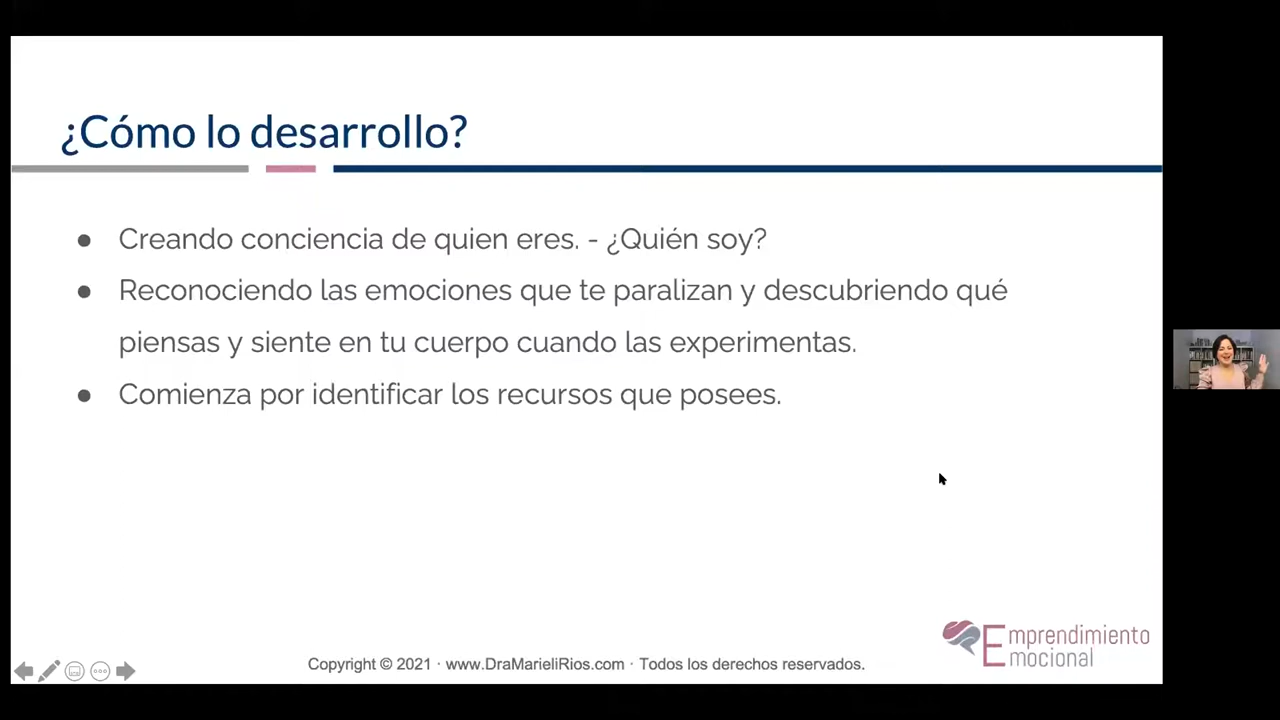 ¿Cómo lo desarrollo?
● Creando conciencia de quien eres. - ¿Quién soy?
● Reconociendo las emociones que te paralizan y descubriendo qué
piensas y siente en tu cuerpo cuando las experimentas.
● Comienza por identificar los recursos que posees.
Copyright © 2021 · www.DraMarieliRios.com · Todos los derechos reservados.
Emprendimiento
Emocional